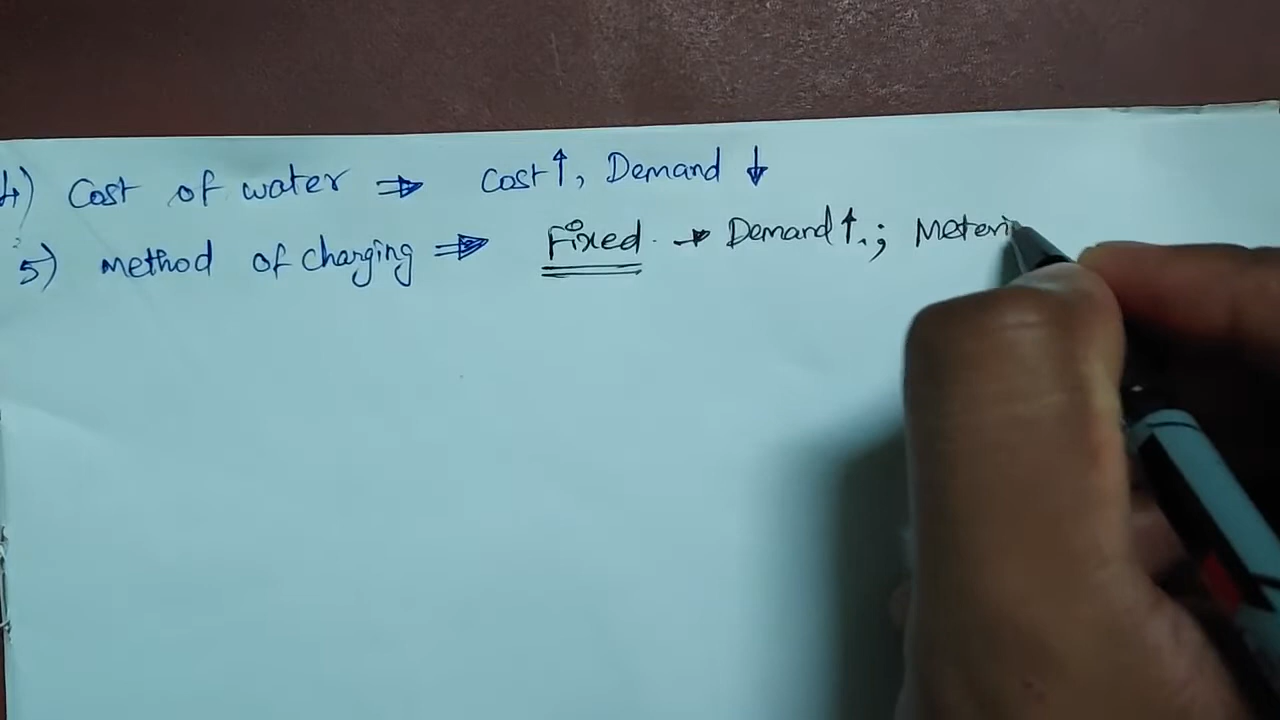 4) Cost of water ⇒ Cost ↑, Demand ↓
5) Method of charging ⇒ Fixed. → Demand ↑.; Meteri